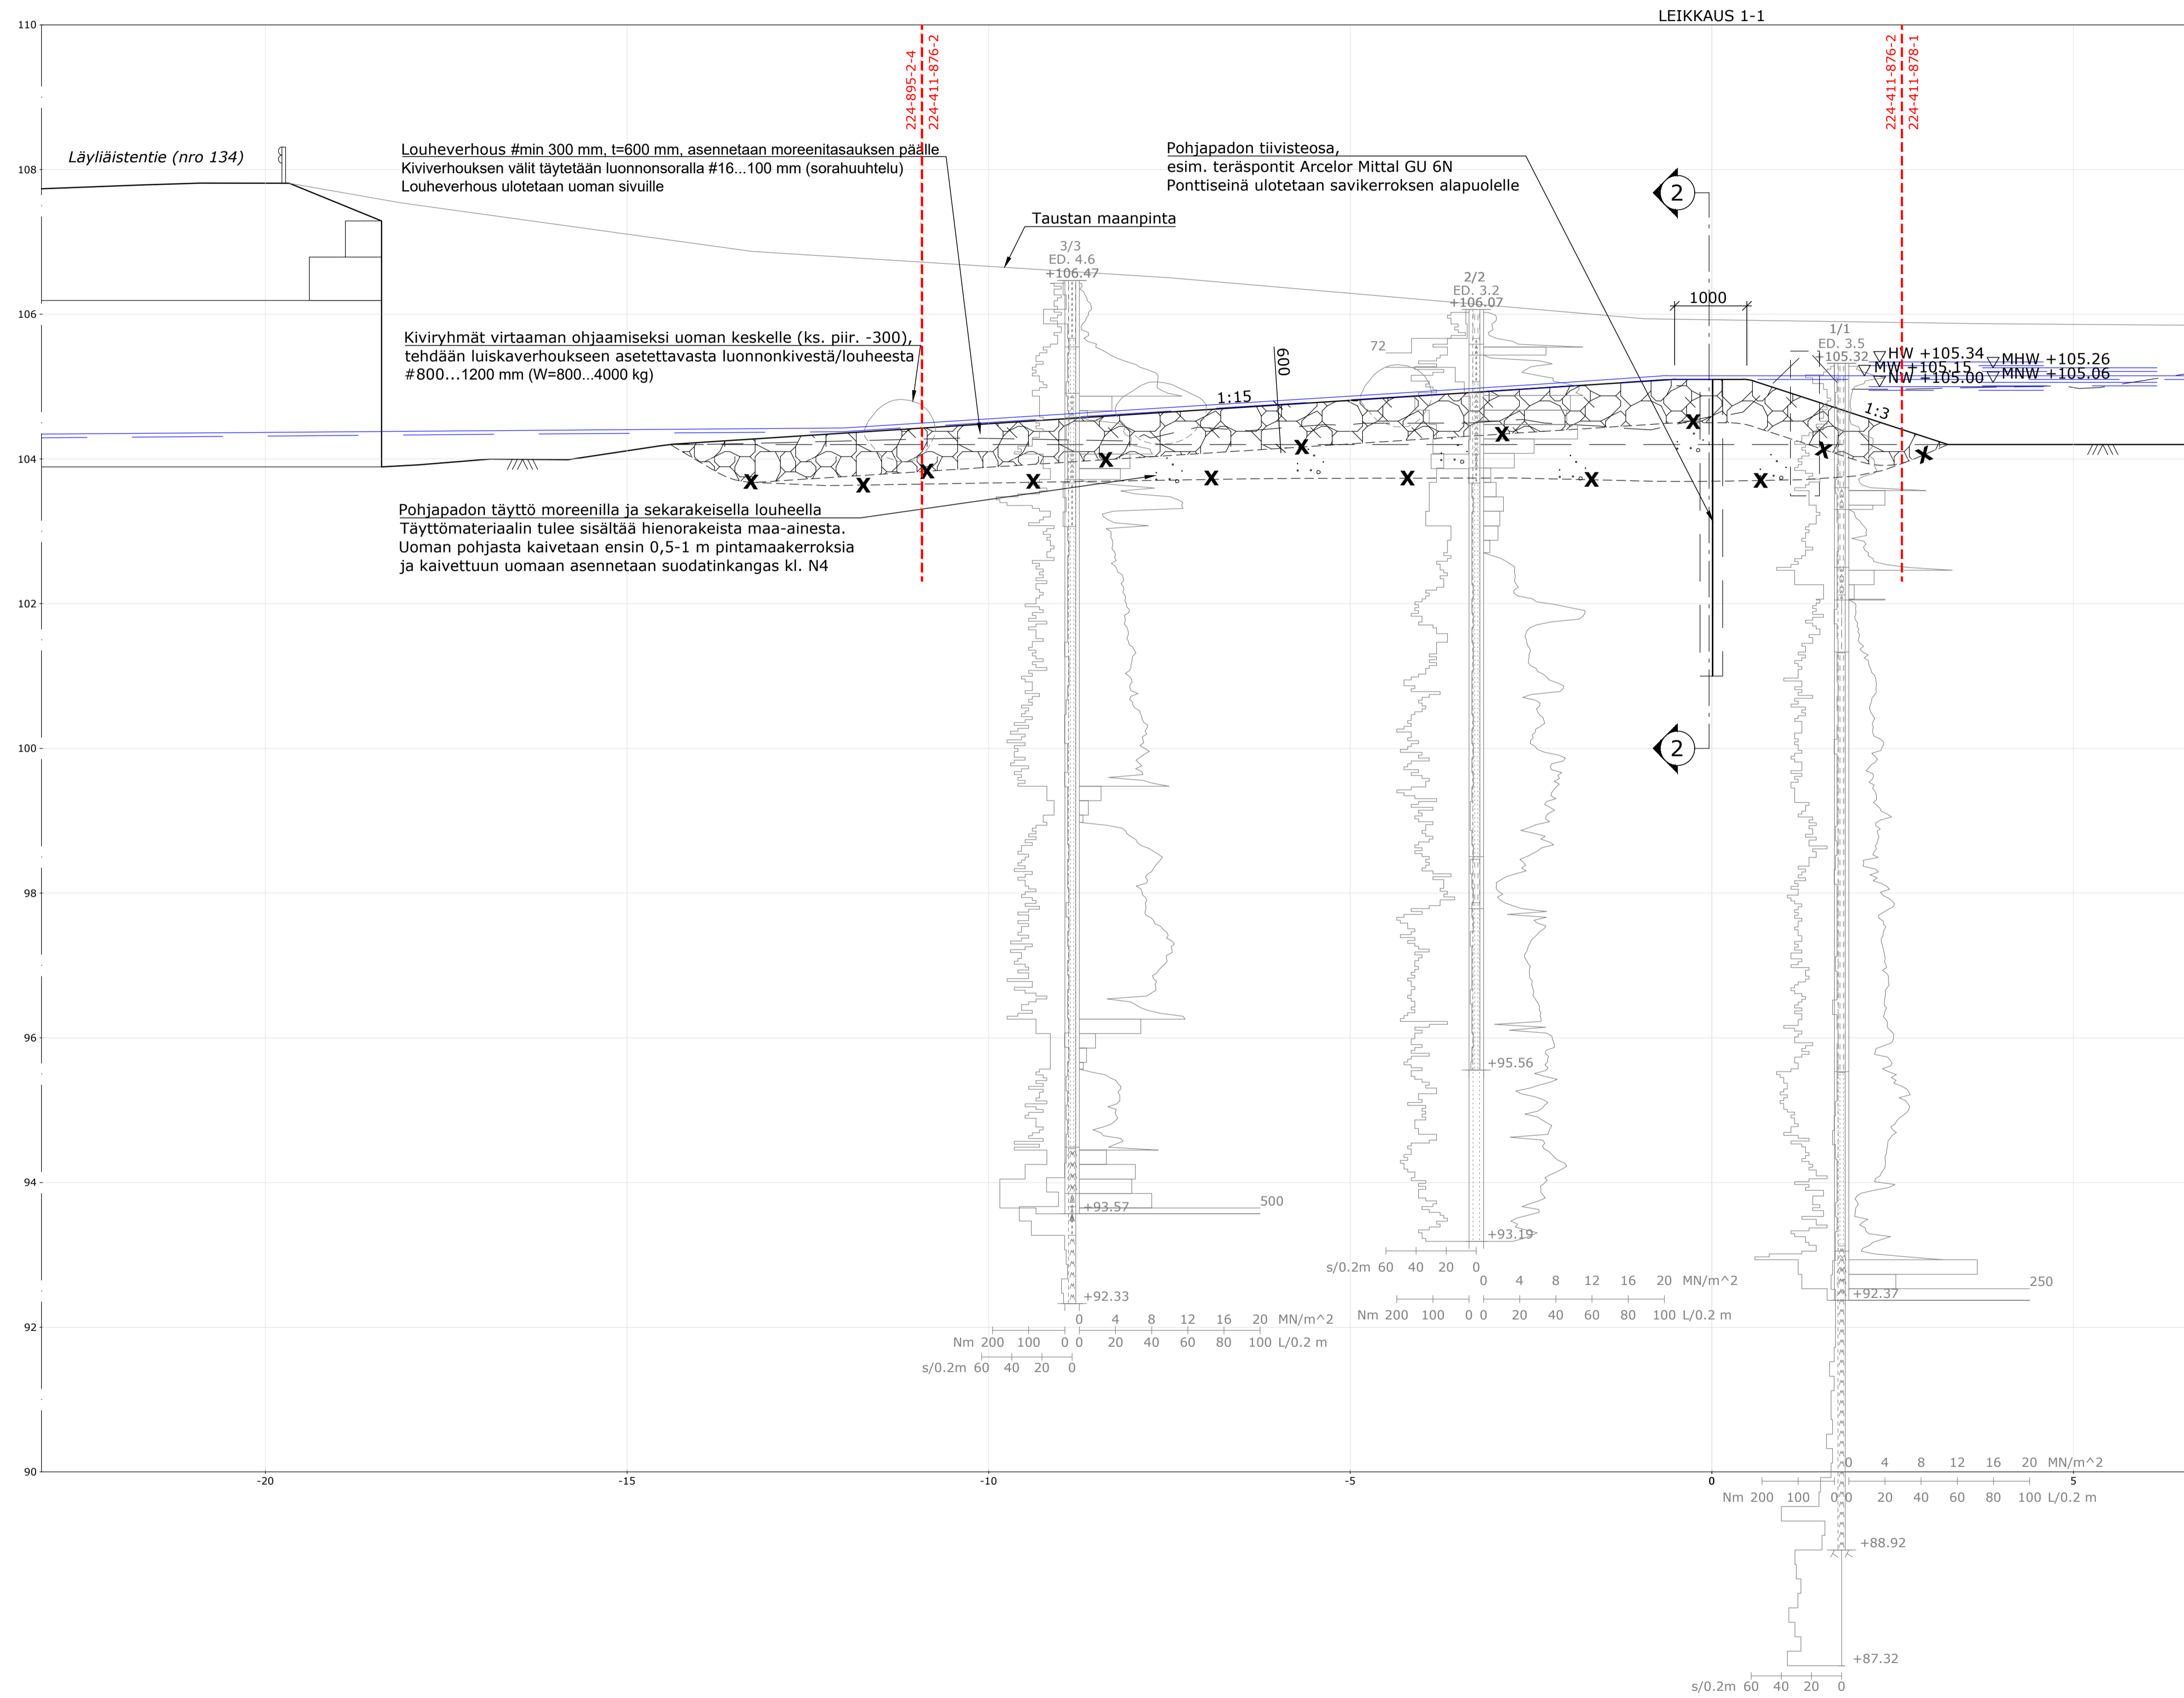 LEIKKAUS 1-1
110
108
106
104
102
100
98
96
94
92
90
224-895-2-4
224-411-876-2
224-411-876-2
224-411-878-1
Läyliäistentie (nro 134)
Louheverhous #min 300 mm, t=600 mm, asennetaan moreenitasauksen päälle
Kiviverhouksen välit täytetään luonnonsoralla #16...100 mm (sorahuuhtelu)
Louheverhous ulotetaan uoman sivuille
Pohjapadon tiivisteosa,
esim. teräspontit Arcelor Mittal GU 6N
Ponttiseinä ulotetaan savikerroksen alapuolelle
2
Taustan maanpinta
3/3
ED. 4.6
+106.47
2/2
ED. 3.2
+106.07
1000
1/1
ED. 3.5
+105.32
HW +105.34
MHW +105.26
MW +105.15
MNW +105.06
NW +105.00
Kiviryhmät virtaaman ohjaamiseksi uoman keskelle (ks. piir. -300),
tehdään luiskaverhoukseen asetettavasta luonnonkivestä/louheesta
#800...1200 mm (W=800...4000 kg)
72
600
1:15
1:3
X X X X X X X X X X X X X X
Pohjapadon täyttö moreenilla ja sekarakeisella louheella
Täyttömateriaalin tulee sisältää hienorakeista maa-ainesta.
Uoman pohjasta kaivetaan ensin 0,5-1 m pintamaakerroksia
ja kaivettuun uomaan asennetaan suodatinkangas kl. N4
2
+95.56
500
+93.57
+93.19
s/0.2m 60 40 20 0
0 4 8 12 16 20 MN/m^2
Nm 200 100 0 0 20 40 60 80 100 L/0.2 m
250
+92.37
+92.33
0 4 8 12 16 20 MN/m^2
Nm 200 100 0 0 20 40 60 80 100 L/0.2 m
s/0.2m 60 40 20 0
-20 -15 -10 -5 0 5
0 4 8 12 16 20 MN/m^2
Nm 200 100 0 0 20 40 60 80 100 L/0.2 m
+88.92
+87.32
s/0.2m 60 40 20 0